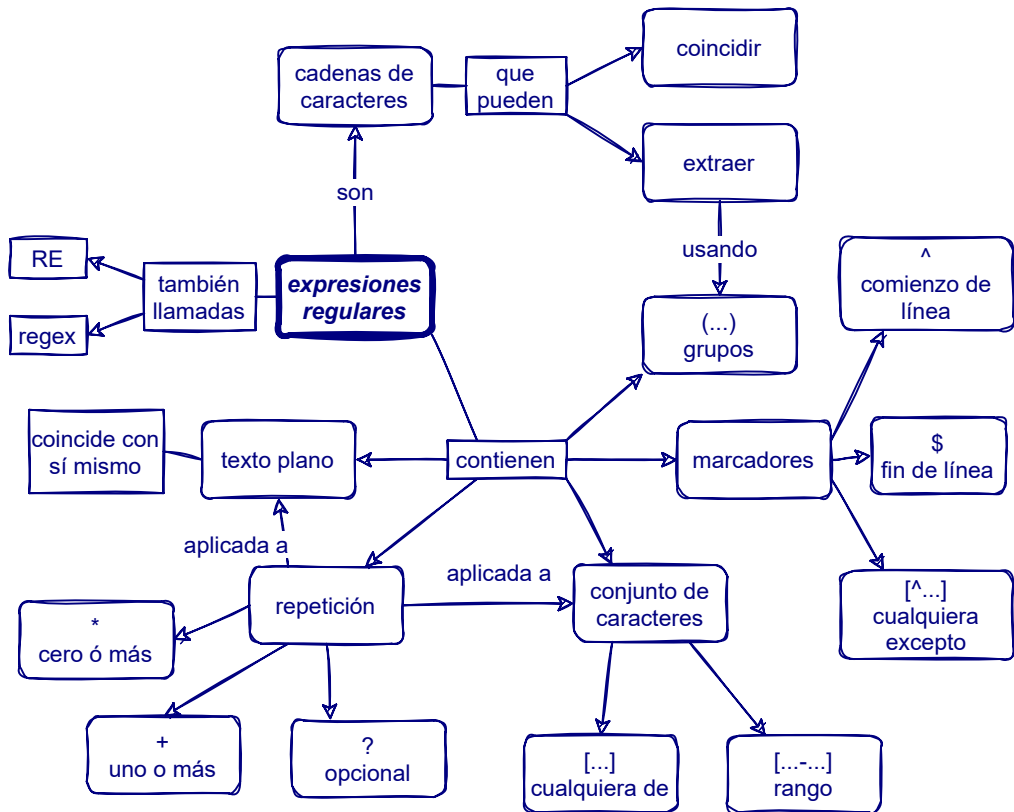 cadenas de
caracteres
que
pueden
coincidir
extraer
son
usando
RE
regex
también
llamadas
expresiones
regulares
(...)
grupos
^
comienzo de
línea
coincide con
sí mismo
texto plano
contienen
marcadores
$
fin de línea
aplicada a
aplicada a
repetición
conjunto de
caracteres
[^...]
cualquiera
excepto
*
cero ó más
+
uno o más
?
opcional
[...]
cualquiera de
[...-...]
rango